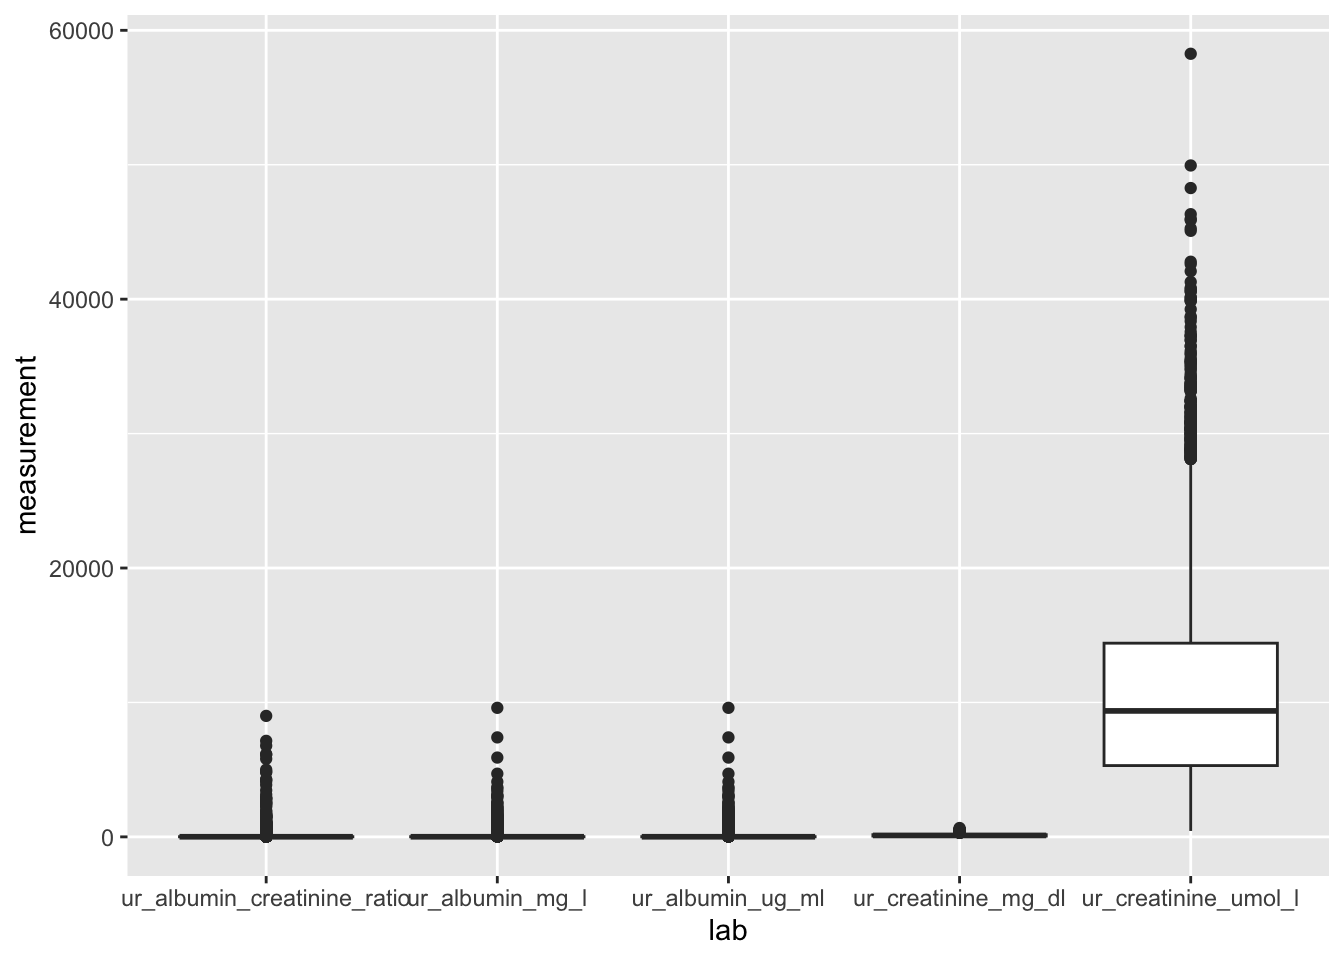 60000
40000
20000
0
measurement
ur_albumin_creatinine_ratio ur_albumin_mg_l ur_albumin_ug_ml ur_creatinine_mg_dl ur_creatinine_umol_l
lab